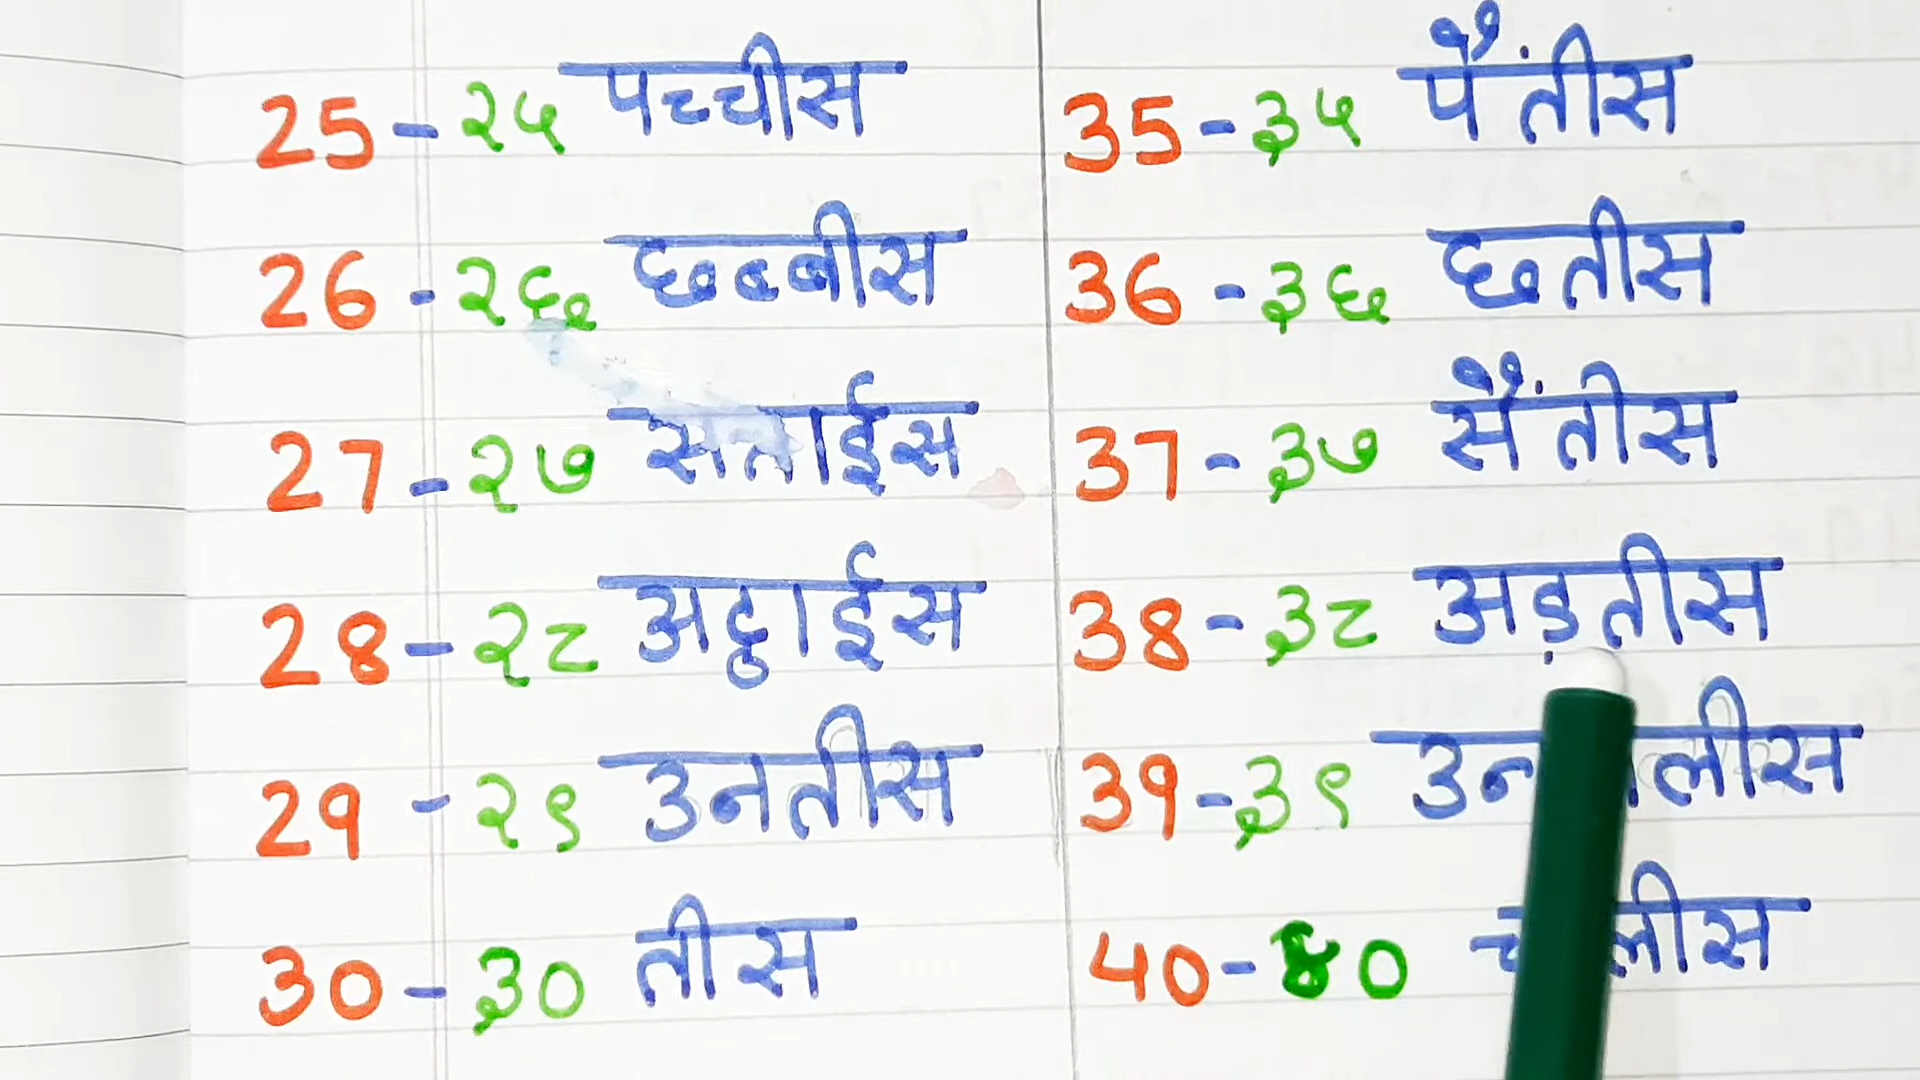 25 - २५ पच्चीस
26 - २६ छब्बीस
27 - २७ सत्ताईस
28 - २८ अट्ठाईस
29 - २९ उनतीस
30 - ३० तीस
35 - ३५ पैंतीस
36 - ३६ छत्तीस
37 - ३७ सैंतीस
38 - ३८ अड़तीस
39 - ३९
40 - ४०